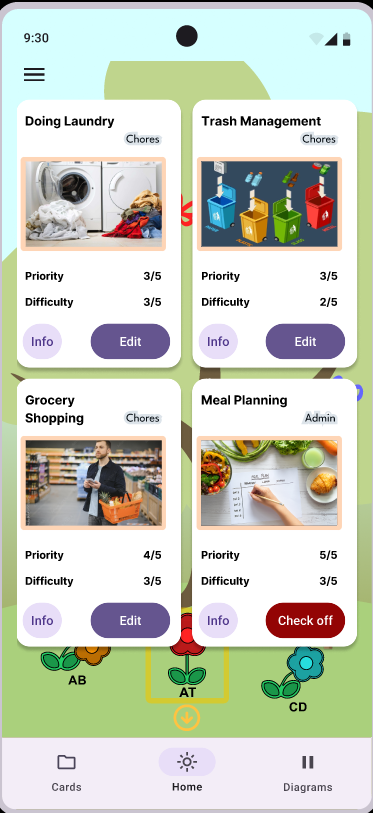 9:30
Doing Laundry
Chores
Trash Management
Chores
Priority 3/5
Difficulty 3/5
Info Edit
Priority 3/5
Difficulty 2/5
Info Edit
Grocery
Shopping
Chores
Meal Planning
Admin
MEAL PLAN
Priority 4/5
Difficulty 3/5
Info Edit
Priority 5/5
Difficulty 3/5
Info Check off
AB
AT
CD
Cards
Home
Diagrams